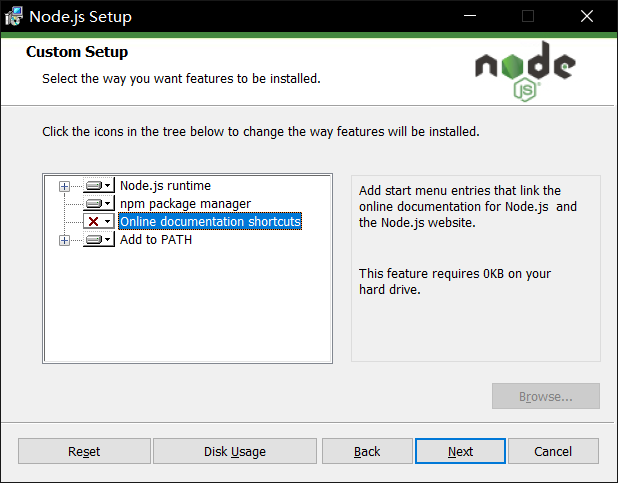 Node.js Setup
Custom Setup
Select the way you want features to be installed.
node
JS
Click the icons in the tree below to change the way features will be installed.
Node.js runtime
npm package manager
Online documentation shortcuts
Add to PATH
Add start menu entries that link the
online documentation for Node.js and
the Node.js website.
This feature requires 0KB on your
hard drive.
Browse...
Reset
Disk Usage
Back
Next
Cancel